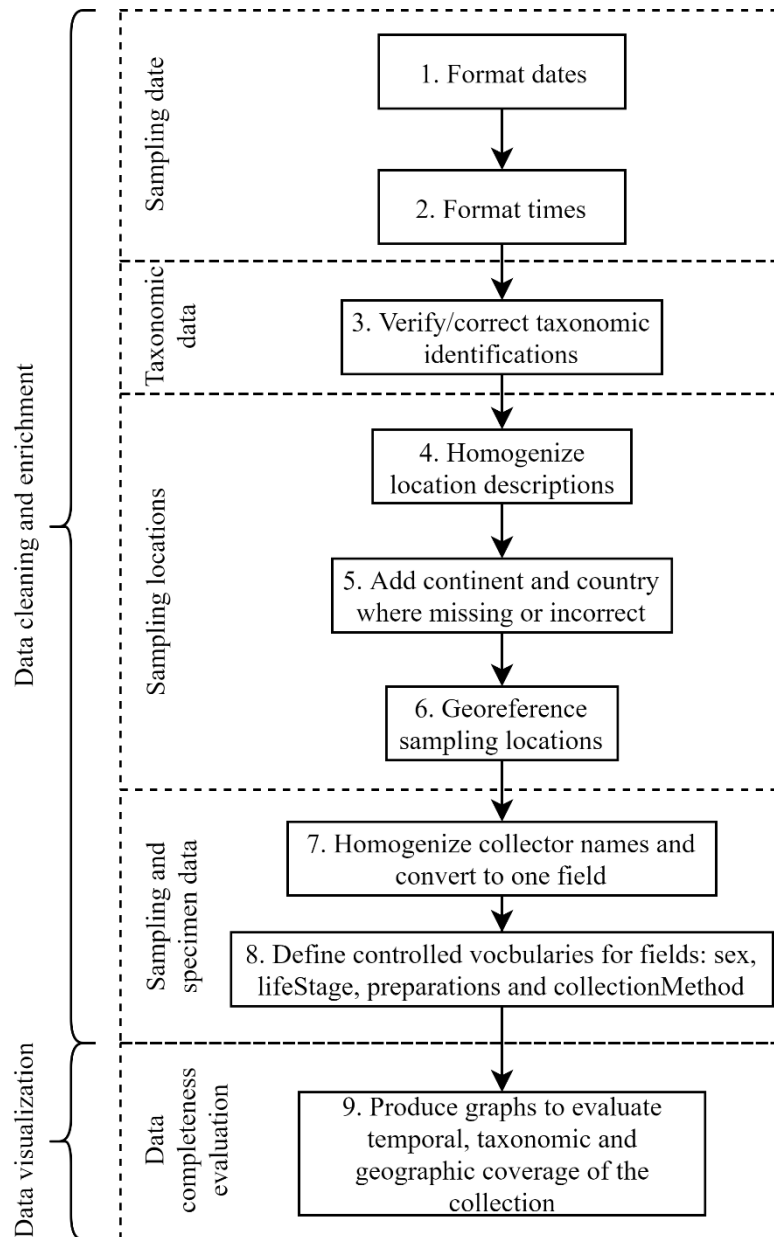 Data cleaning and enrichment
Sampling date
1. Format dates
2. Format times
Taxonomic
data
3. Verify/correct taxonomic
identifications
Sampling locations
4. Homogenize
location descriptions
5. Add continent and country
where missing or incorrect
6. Georeference
sampling locations
Sampling and
specimen data
7. Homogenize collector names and
convert to one field
8. Define controlled vocbularies for fields: sex,
lifeStage, preparations and collectionMethod
Data visualization
Data
completeness
evaluation
9. Produce graphs to evaluate
temporal, taxonomic and
geographic coverage of the
collection